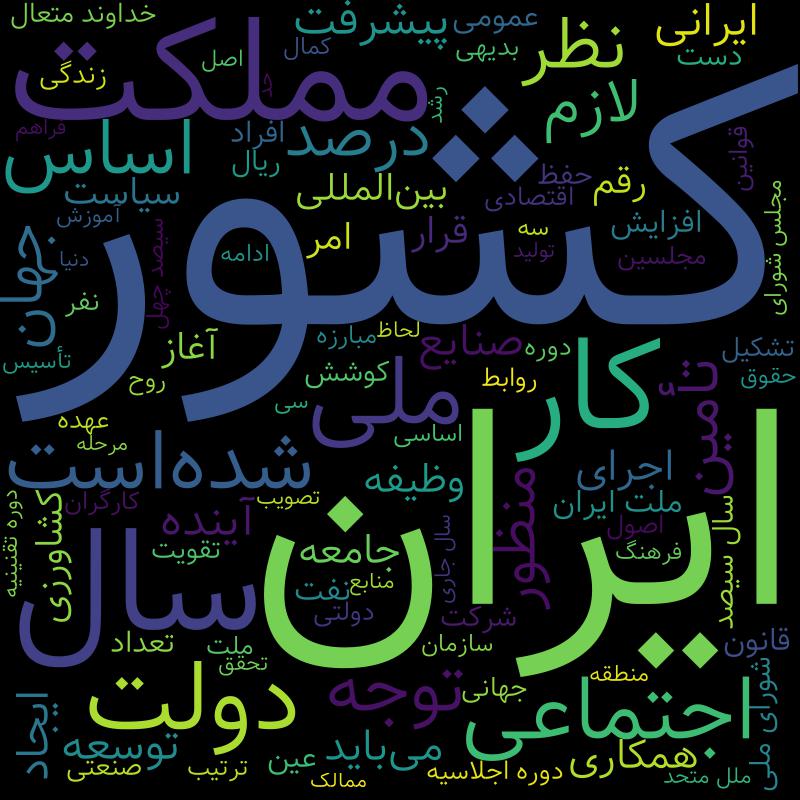 خداوند متعال
پیشرفت
عمومی
ایرانی
کمال
بدیهی
نظر
دست
اصل
مملکت
زندگی
حد
رشد
لازم
فراهم
اساس
افراد
درصد
ریال
قوانین
سیاست
بین‌المللی
حفظ
اقتصادی
رقم
مجلس شورای
آموزش
کشور
جهان
دنیا
سیصد چهل
ادامه
امر
قرار
سه
تولید
افزایش
مجلسین
نفر
تأسیس
آغاز
روح
مبارزه
لحاظ
صنایع
دوره
کار
تشکیل
حقوق
کوشش
سی
ملی
روابط
تأمین
عهده
مرحله
اساسی
شده‌است
وظیفه
اجرای
ایران
ملت ایران
تصویب
کارگران
کشاورزی
دوره تقنینیه
آینده
تقویت
جامعه
سال جاری
منظور
اصول
فرهنگ
سال سیصد
سال
نفت
منابع
دولتی
شرکت
سازمان
تعداد
ملت
تحقق
قانون
منطقه
جهانی
توجه
دولت
اجتماعی
شورای ملی
ایجاد
توسعه
می‌باید
همکاری
صنعتی
ترتیب
عین
ممالک
دوره اجلاسیه
ملل متحد